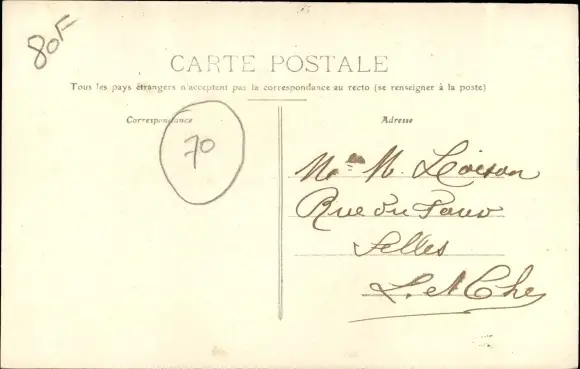 80F
CARTE POSTALE
Tous les pays étrangers n'acceptent pas la correspondance au recto (se renseigner à la poste)
Correspondance
Adresse
70
M. Loison
Rue du
Selles
L. et Cher